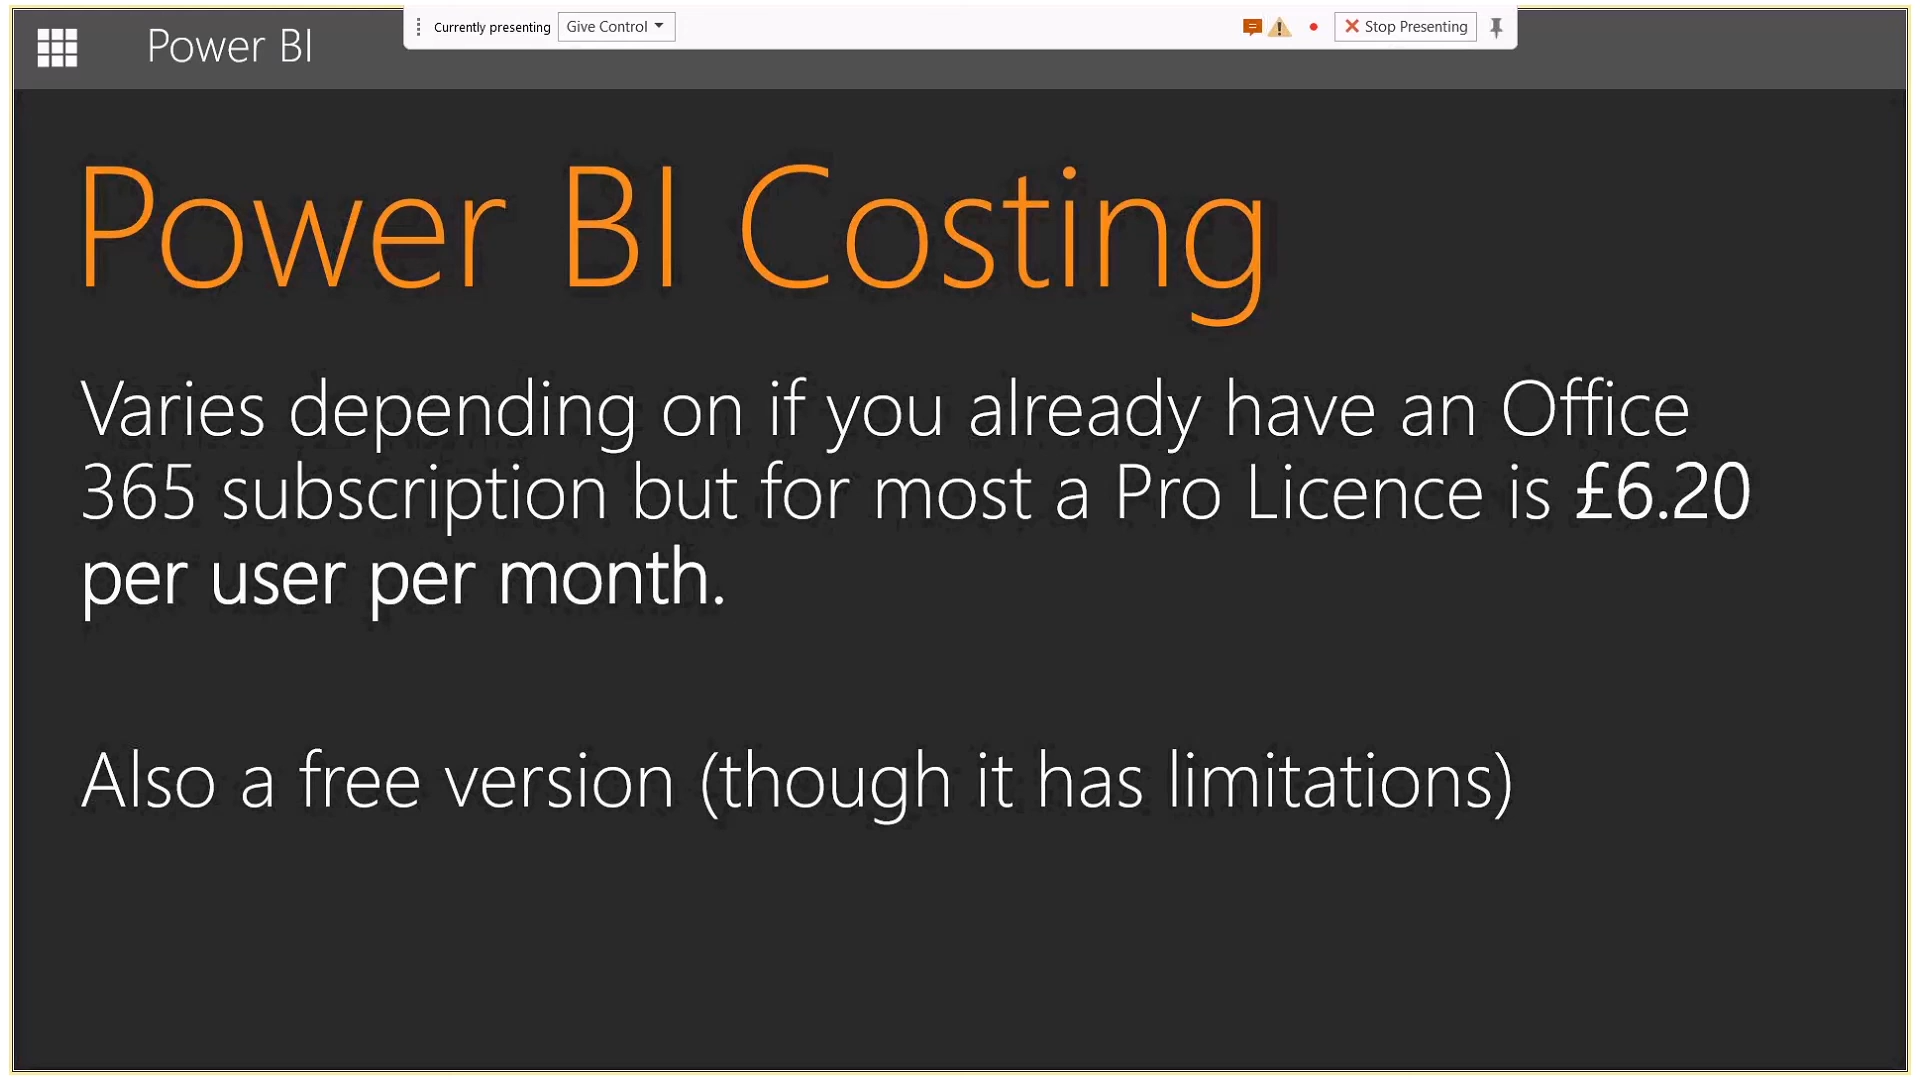 Power BI
Currently presenting
Give Control
Stop Presenting
Power BI Costing
Varies depending on if you already have an Office
365 subscription but for most a Pro Licence is £6.20
per user per month.
Also a free version (though it has limitations)